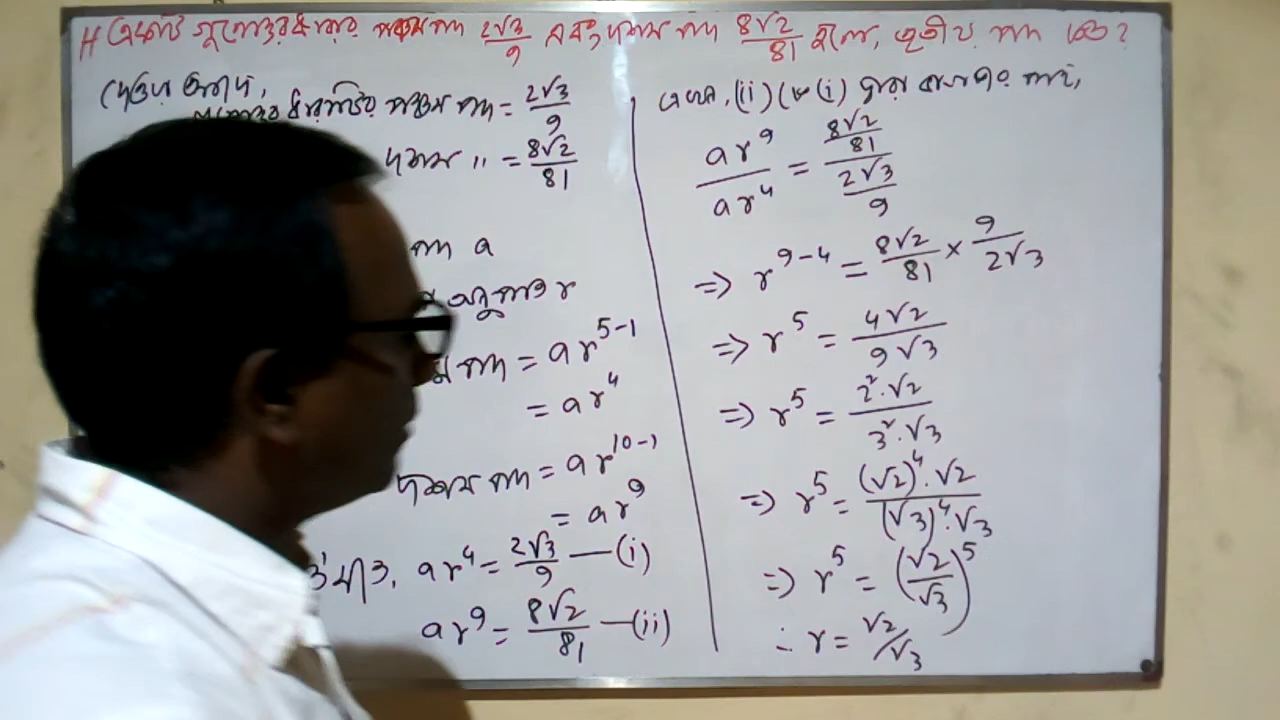 # একটি গুণোত্তর ধারার পঞ্চম পদ 2√3/9 এবং দশম পদ 8√2/81 হলে, তৃতীয় পদ কত?
দেওয়া আছে,
গুণোত্তর ধারাটির পঞ্চম পদ = 2√3/9
দশম " = 8√2/81
পদ a
অনুপাত r
পদ = ar^(5-1)
= ar^4
দশম পদ = ar^(10-1)
= ar^9
ar^4 = 2√3/9 —(i)
ar^9 = 8√2/81 —(ii)
এখন, (ii) কে (i) দ্বারা ভাগ করে পাই,
ar^9/ar^4 = (8√2/81)/(2√3/9)
=> r^(9-4) = 8√2/81 × 9/2√3
=> r^5 = 4√2/9√3
=> r^5 = 2^2·√2/3^2·√3
=> r^5 = (√2)^4·√2/(√3)^4·√3
=> r^5 = (√2/√3)^5
∴ r = √2/√3